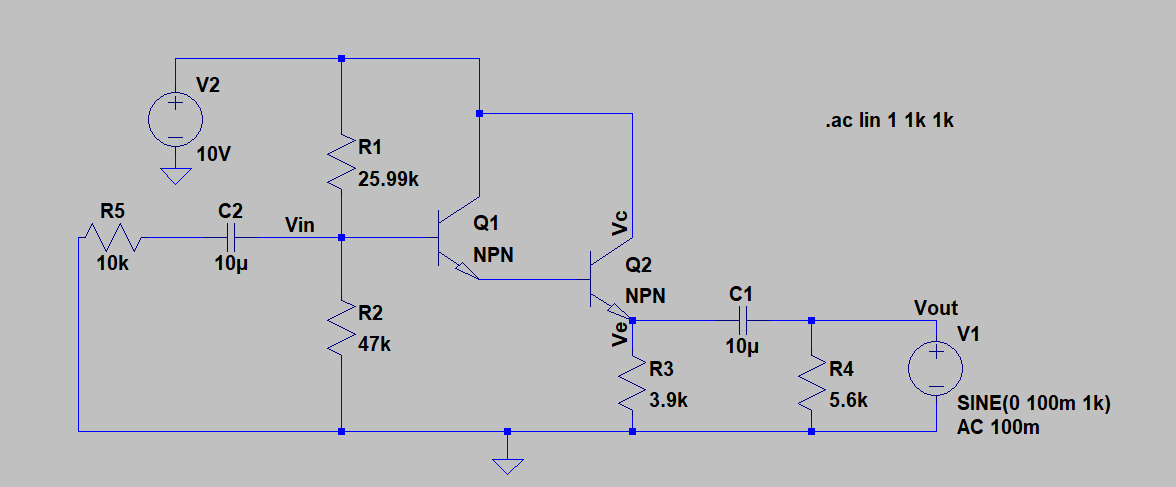 V2
10V
.ac lin 1 1k 1k
R1
25.99k
R5
10k
C2
10µ
Vin
Q1
NPN
Vc
Q2
NPN
R2
47k
Ve
C1
10µ
Vout
V1
R3
3.9k
R4
5.6k
SINE(0 100m 1k)
AC 100m